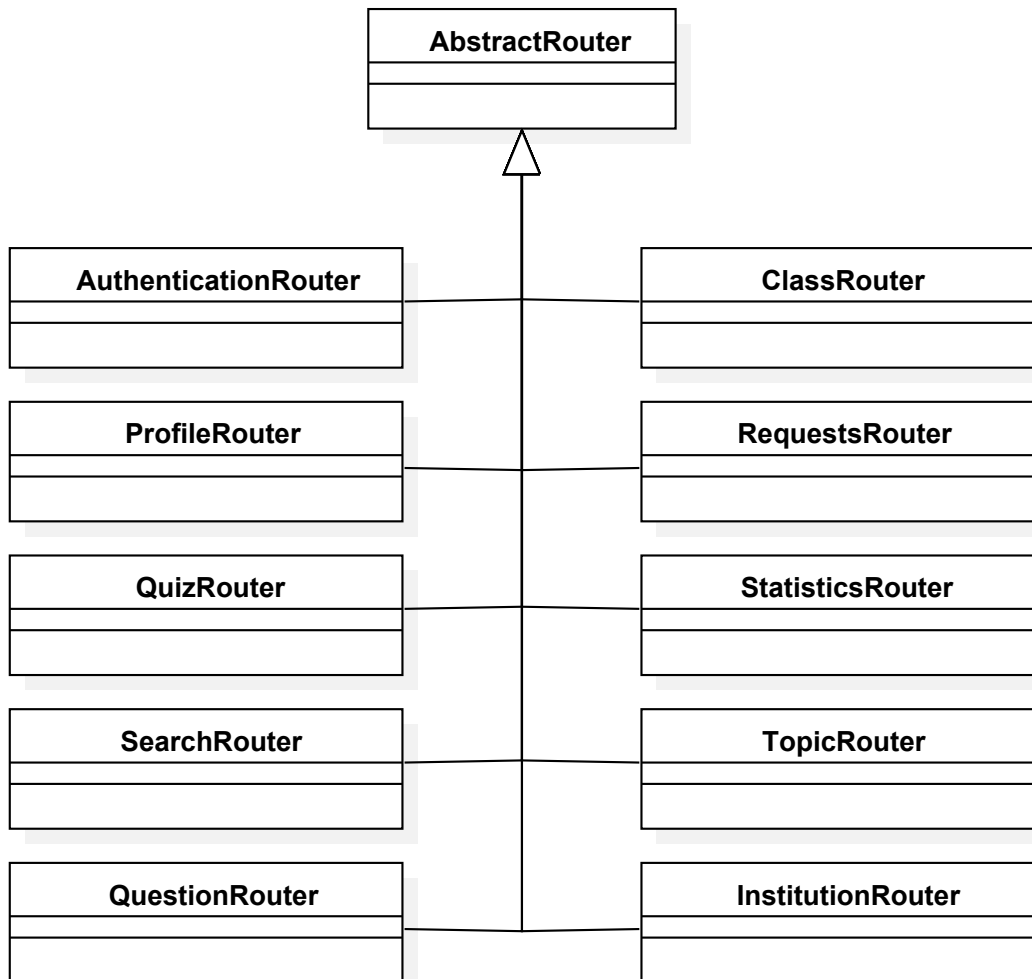 AbstractRouter
AuthenticationRouter
ClassRouter
ProfileRouter
RequestsRouter
QuizRouter
StatisticsRouter
SearchRouter
TopicRouter
QuestionRouter
InstitutionRouter